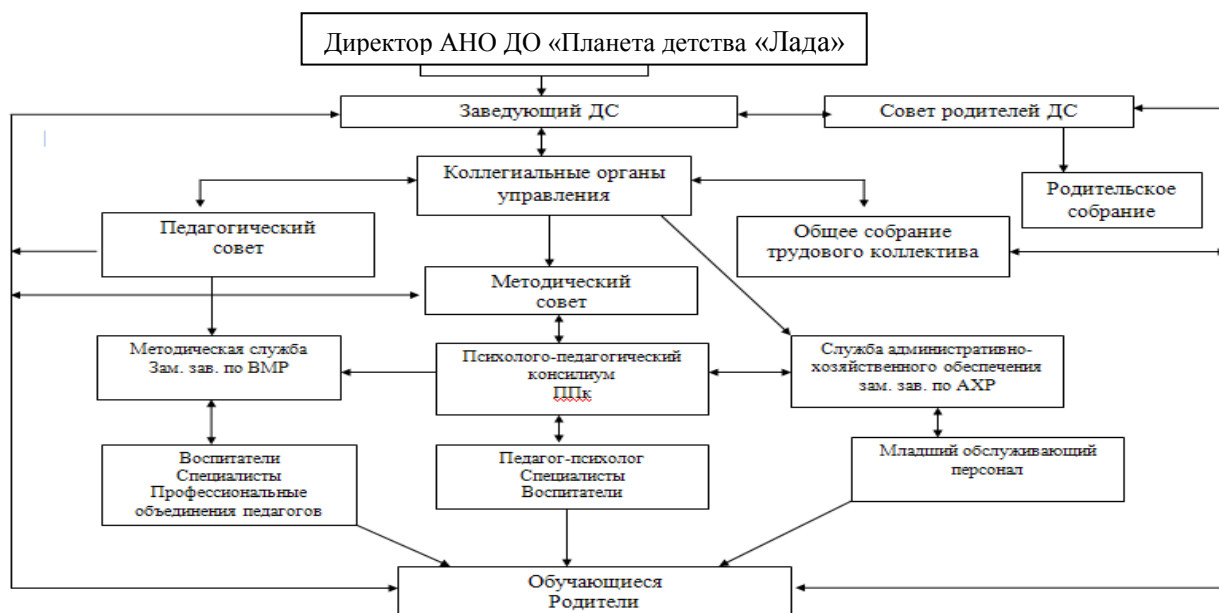 Директор АНО ДО «Планета детства «Лада»
Заведующий ДС
Совет родителей ДС
Коллегиальные органы
управления
Родительское
собрание
Педагогический
совет
Общее собрание
трудового коллектива
Методический
совет
Методическая служба
Зам. зав. по ВМР
Психолого-педагогический
консилиум
ППк
Служба административно-
хозяйственного обеспечения
зам. зав. по АХР
Воспитатели
Специалисты
Профессиональные
объединения педагогов
Педагог-психолог
Специалисты
Воспитатели
Младший обслуживающий
персонал
Обучающиеся
Родители